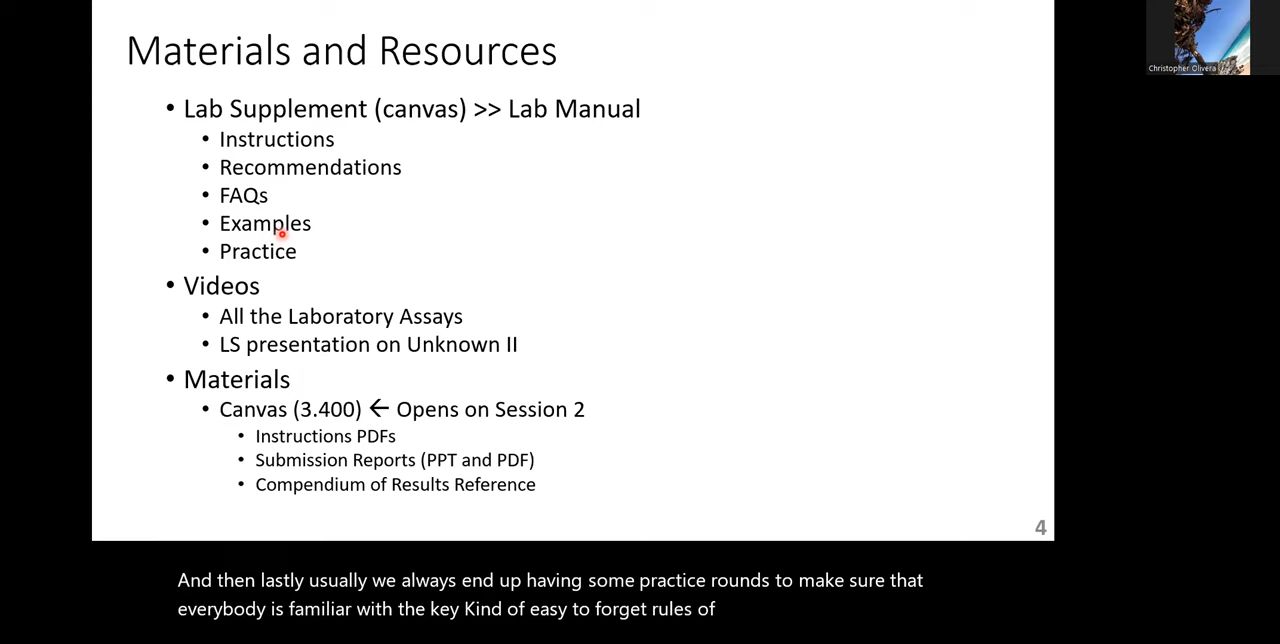 Materials and Resources
Christopher Olivera
• Lab Supplement (canvas) >> Lab Manual
• Instructions
• Recommendations
• FAQs
• Examples
• Practice
• Videos
• All the Laboratory Assays
• LS presentation on Unknown II
• Materials
• Canvas (3.400) ← Opens on Session 2
• Instructions PDFs
• Submission Reports (PPT and PDF)
• Compendium of Results Reference
4
And then lastly usually we always end up having some practice rounds to make sure that
everybody is familiar with the key Kind of easy to forget rules of